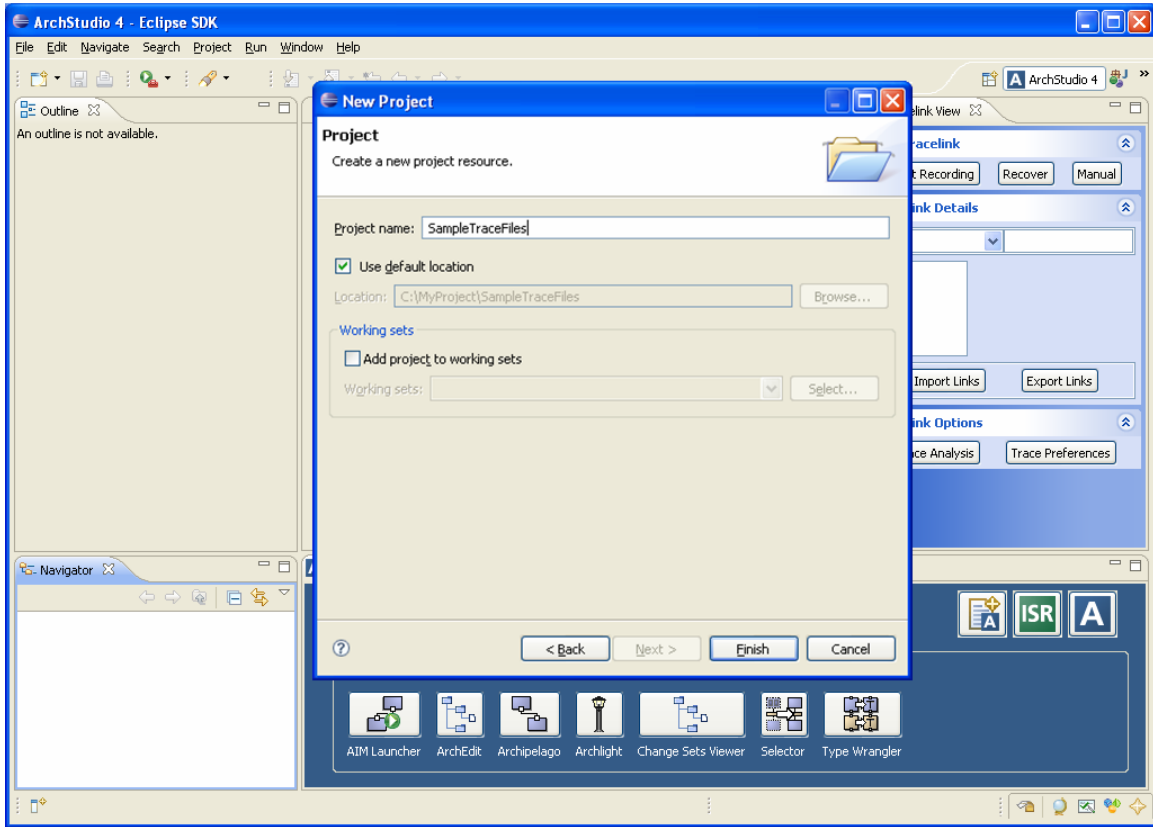 ArchStudio 4 - Eclipse SDK
File Edit Navigate Search Project Run Window Help
A ArchStudio 4 »
Outline
An outline is not available.
New Project
Project
Create a new project resource.
Project name: SampleTraceFiles
Use default location
Location: C:\MyProject\SampleTraceFiles Browse...
Working sets
Add project to working sets
Working sets: Select...
? < Back Next > Finish Cancel
elink View
racelink
t Recording Recover Manual
ink Details
Import Links Export Links
ink Options
ce Analysis Trace Preferences
Navigator
A ISR A
AIM Launcher ArchEdit Archipelago Archlight Change Sets Viewer Selector Type Wrangler